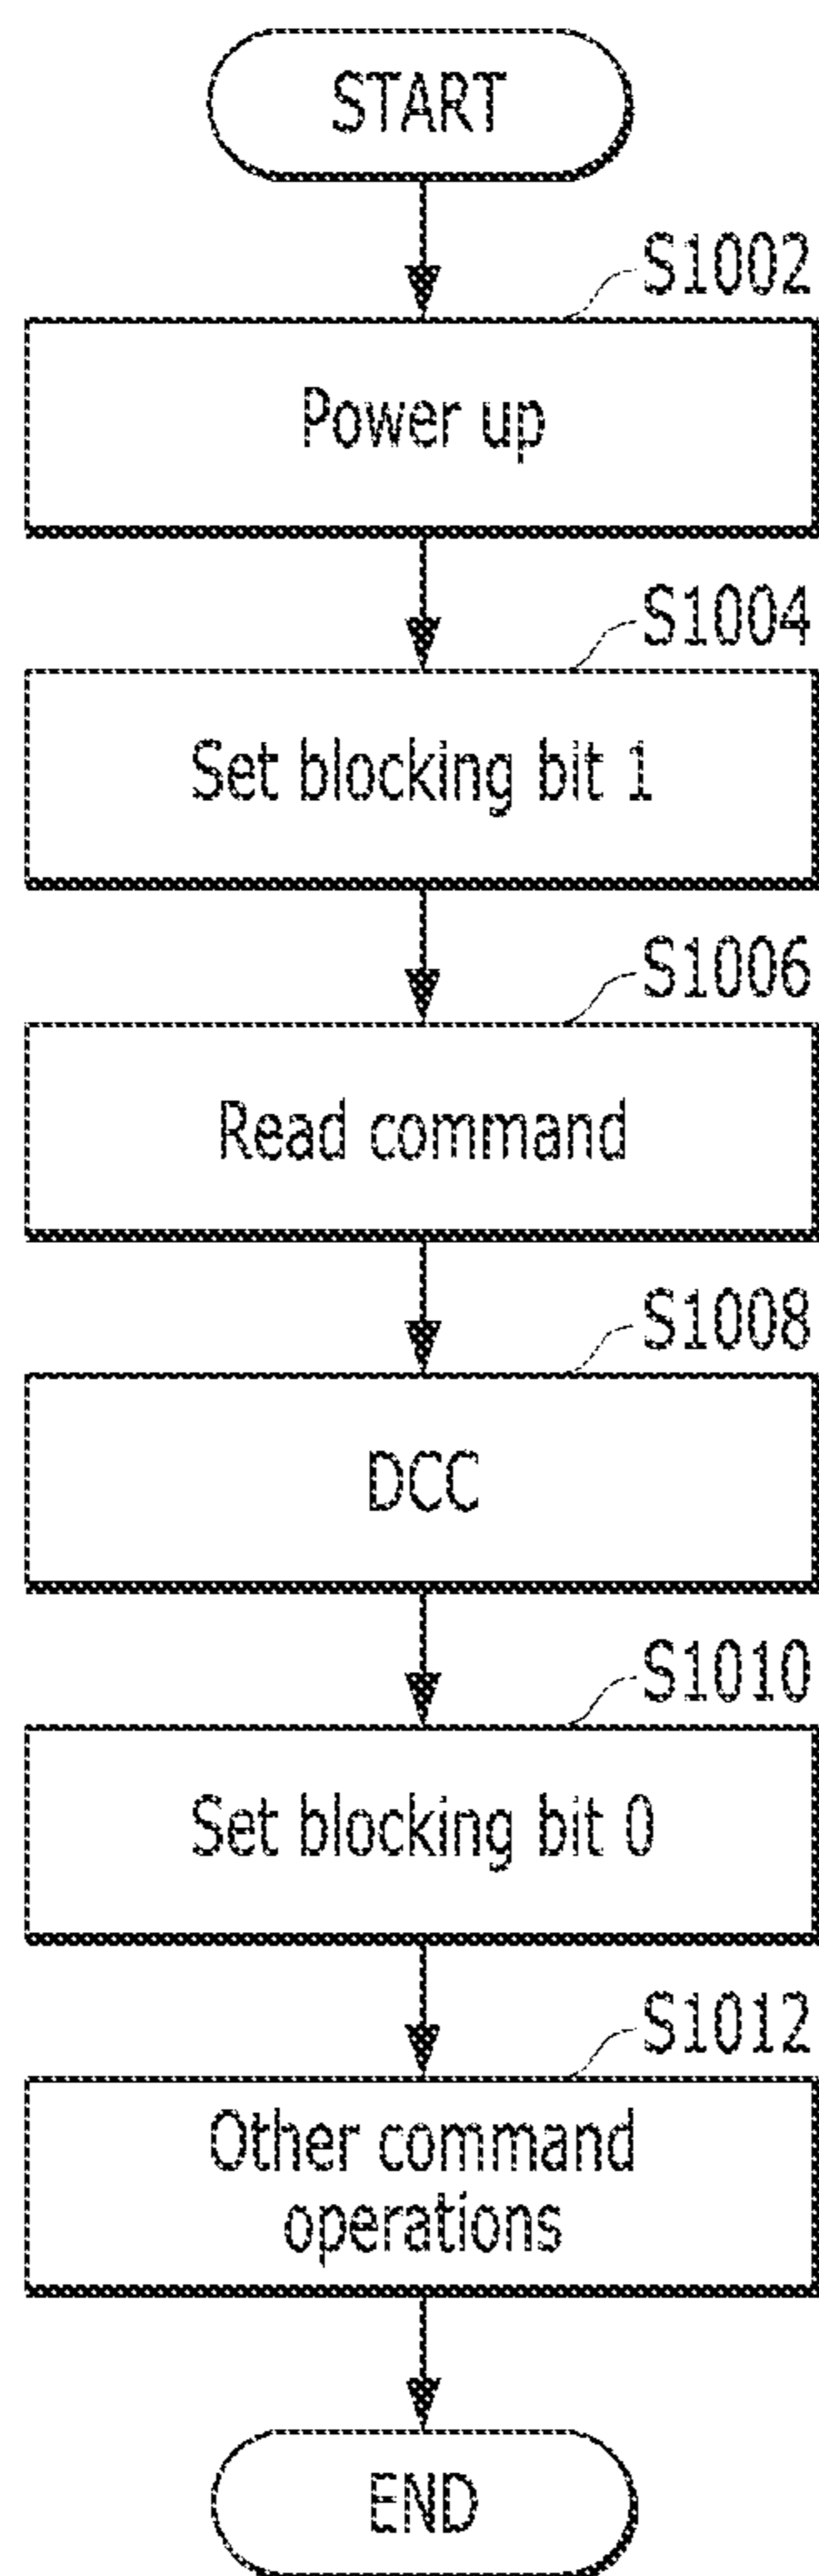 START
S1002
Power up
S1004
Set blocking bit 1
S1006
Read command
S1008
DCC
S1010
Set blocking bit 0
S1012
Other command
operations
END